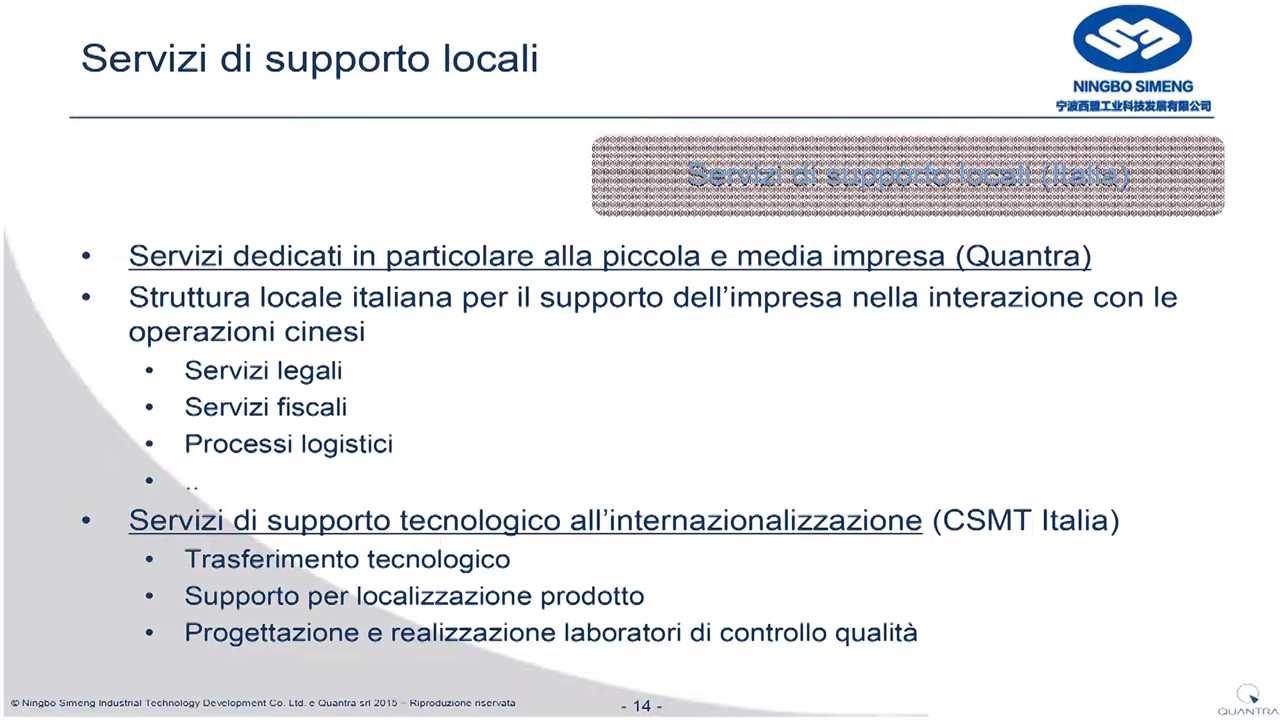 Servizi di supporto locali
NINGBO SIMENG
宁波西盟工业科技发展有限公司
Servizi di supporto locali (Italia)
• Servizi dedicati in particolare alla piccola e media impresa (Quantra)
• Struttura locale italiana per il supporto dell’impresa nella interazione con le
operazioni cinesi
• Servizi legali
• Servizi fiscali
• Processi logistici
• ..
• Servizi di supporto tecnologico all’internazionalizzazione (CSMT Italia)
• Trasferimento tecnologico
• Supporto per localizzazione prodotto
• Progettazione e realizzazione laboratori di controllo qualità
© Ningbo Simeng Industrial Technology Development Co. Ltd. e Quantra srl 2015 – Riproduzione riservata
- 14 -
QUANTRA